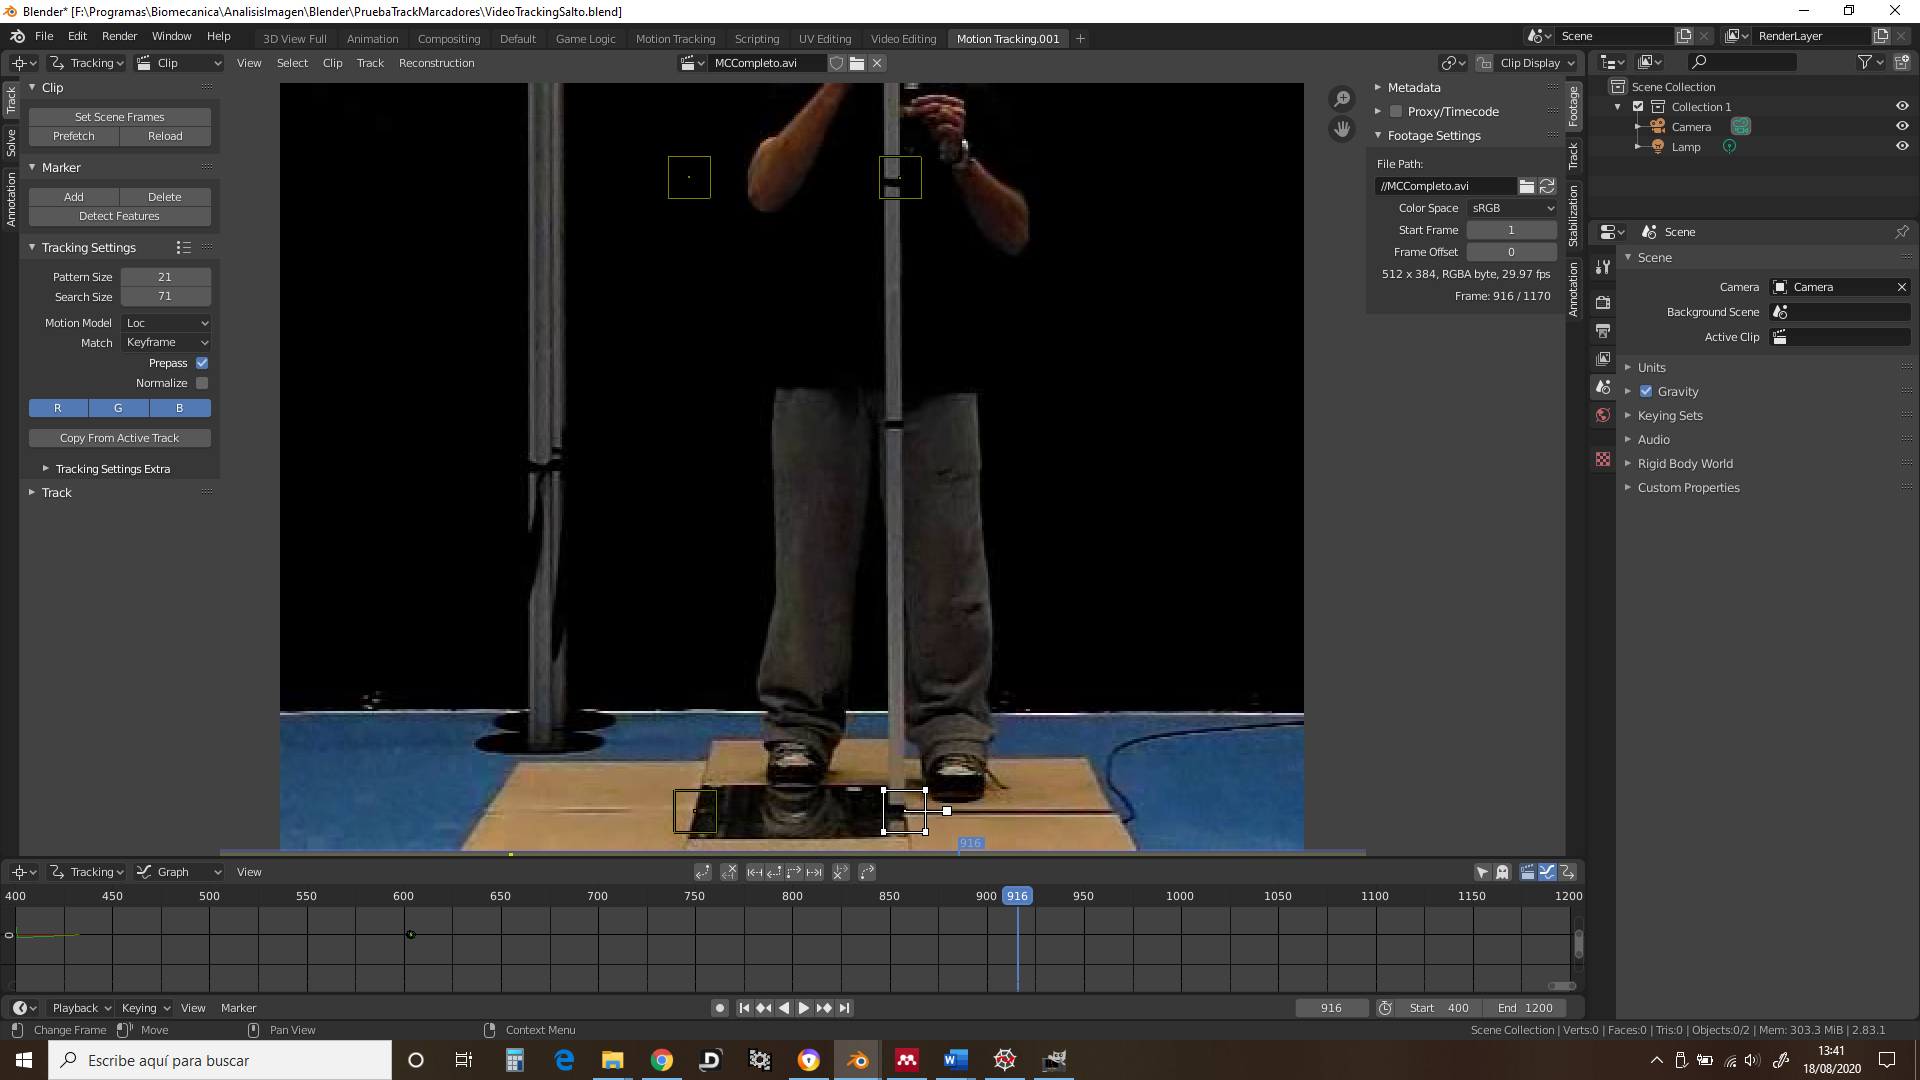 Blender* [F:\Programas\Biomecanica\AnalisisImagen\Blender\PruebaTrackMarcadores\VideoTrackingSalto.blend]
File Edit Render Window Help 3D View Full Animation Compositing Default Game Logic Motion Tracking Scripting UV Editing Video Editing Motion Tracking.001 + Scene RenderLayer
Tracking Clip View Select Clip Track Reconstruction MCCompleto.avi Clip Display
Track
Solve
Annotation
Clip
Set Scene Frames
Prefetch Reload
Marker
Add Delete
Detect Features
Tracking Settings
Pattern Size 21
Search Size 71
Motion Model Loc
Match Keyframe
Prepass
Normalize
R G B
Copy From Active Track
Tracking Settings Extra
Track
916
Metadata
Proxy/Timecode
Footage Settings
File Path:
//MCCompleto.avi
Color Space sRGB
Start Frame 1
Frame Offset 0
512 x 384, RGBA byte, 29.97 fps
Frame: 916 / 1170
Footage
Track
Stabilization
Annotation
Scene Collection
Collection 1
Camera
Lamp
Scene
Scene
Camera Camera
Background Scene
Active Clip
Units
Gravity
Keying Sets
Audio
Rigid Body World
Custom Properties
Tracking Graph View
400 450 500 550 600 650 700 750 800 850 900 916 950 1000 1050 1100 1150 1200
0
Playback Keying View Marker 916 Start 400 End 1200
Change Frame Move Pan View Context Menu Scene Collection | Verts:0 | Faces:0 | Tris:0 | Objects:0/2 | Mem: 303.3 MiB | 2.83.1
Escribe aquí para buscar
13:41
18/08/2020